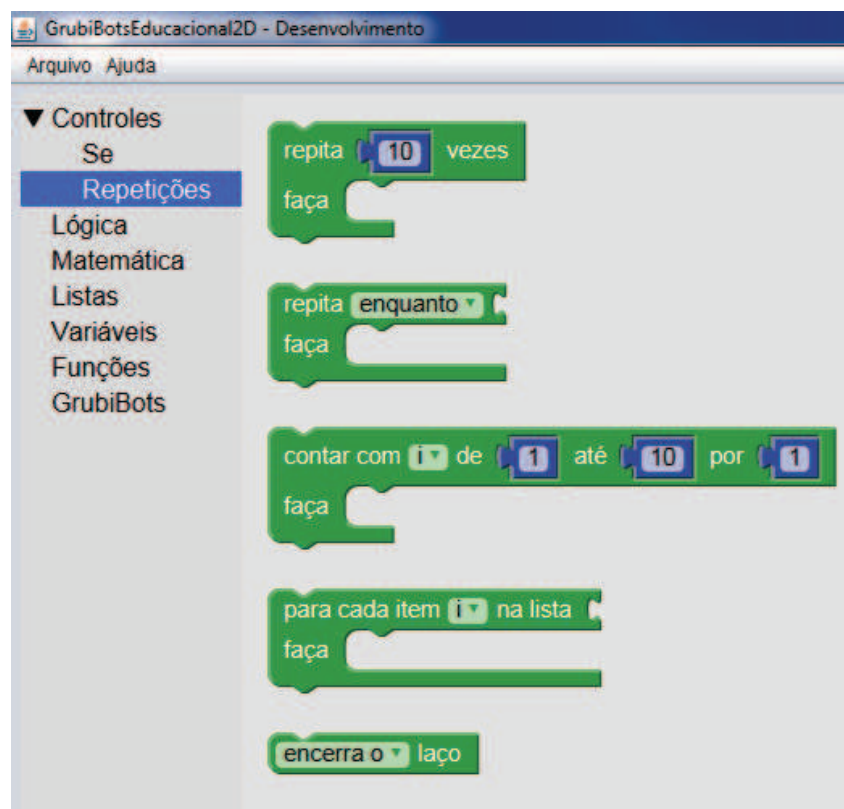 GrubiBotsEducacional2D - Desenvolvimento
Arquivo Ajuda
Controles
Se
Repetições
Lógica
Matemática
Listas
Variáveis
Funções
GrubiBots
repita 10 vezes
faça
repita enquanto
faça
contar com i de 1 até 10 por 1
faça
para cada item i na lista
faça
encerra o laço